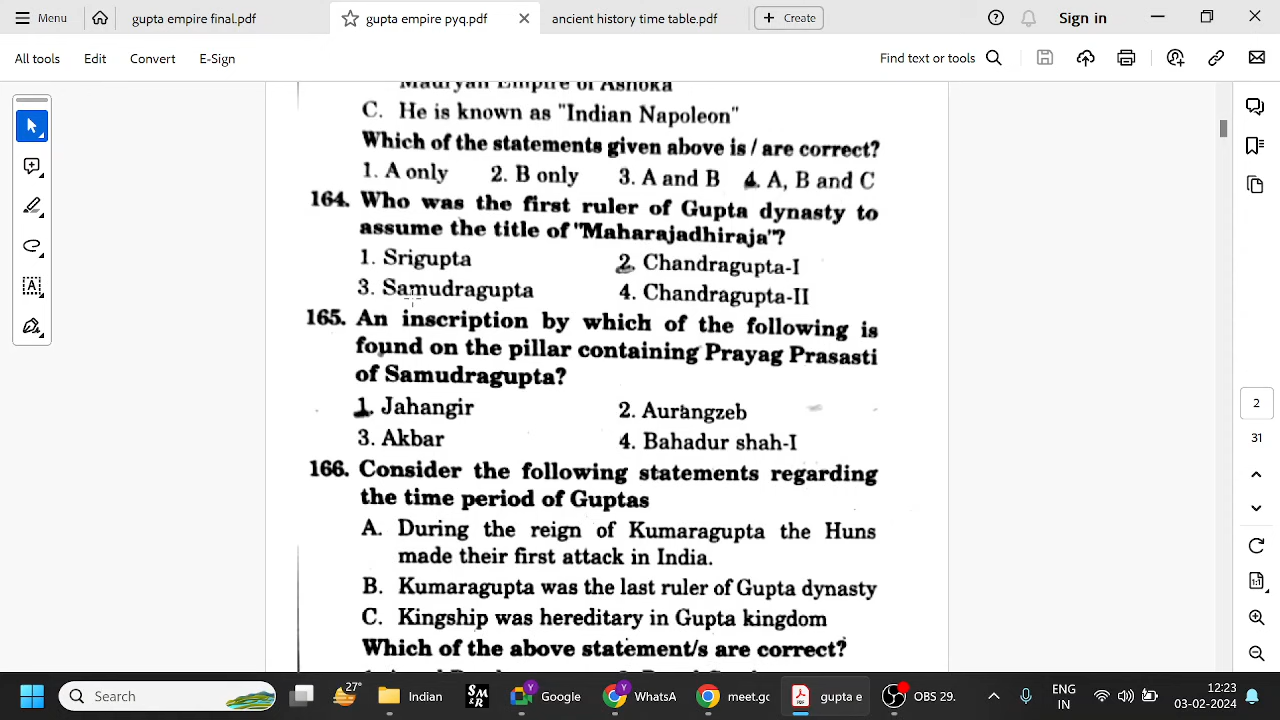 Menu
gupta empire final.pdf
gupta empire pyq.pdf
ancient history time table.pdf
Create
Sign in
All tools
Edit
Convert
E-Sign
Find text or tools
Mauryan Empire of Ashoka
C. He is known as "Indian Napoleon"
Which of the statements given above is / are correct?
1. A only 2. B only 3. A and B 4. A, B and C
164. Who was the first ruler of Gupta dynasty to
assume the title of "Maharajadhiraja"?
1. Srigupta 2. Chandragupta-I
3. Samudragupta 4. Chandragupta-II
165. An inscription by which of the following is
found on the pillar containing Prayag Prasasti
of Samudragupta?
1. Jahangir 2. Aurangzeb
3. Akbar 4. Bahadur shah-I
166. Consider the following statements regarding
the time period of Guptas
A. During the reign of Kumaragupta the Huns
made their first attack in India.
B. Kumaragupta was the last ruler of Gupta dynasty
C. Kingship was hereditary in Gupta kingdom
Which of the above statement/s are correct?
2
31
Search
27°
Indian
Google
WhatsA
meet.go
gupta e
OBS 29
ENG
IN
12:23